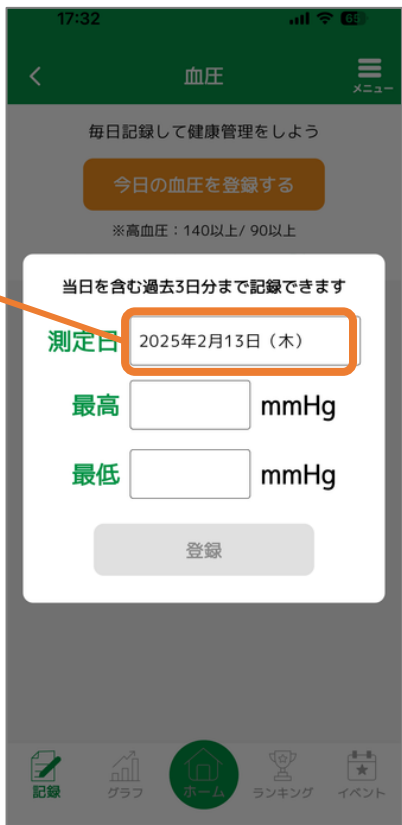 17:32
65
血圧
メニュー
毎日記録して健康管理をしよう
今日の血圧を登録する
※高血圧：140以上/ 90以上
当日を含む過去3日分まで記録できます
測定日 2025年2月13日（木）
最高 mmHg
最低 mmHg
登録
記録 グラフ ホーム ランキング イベント